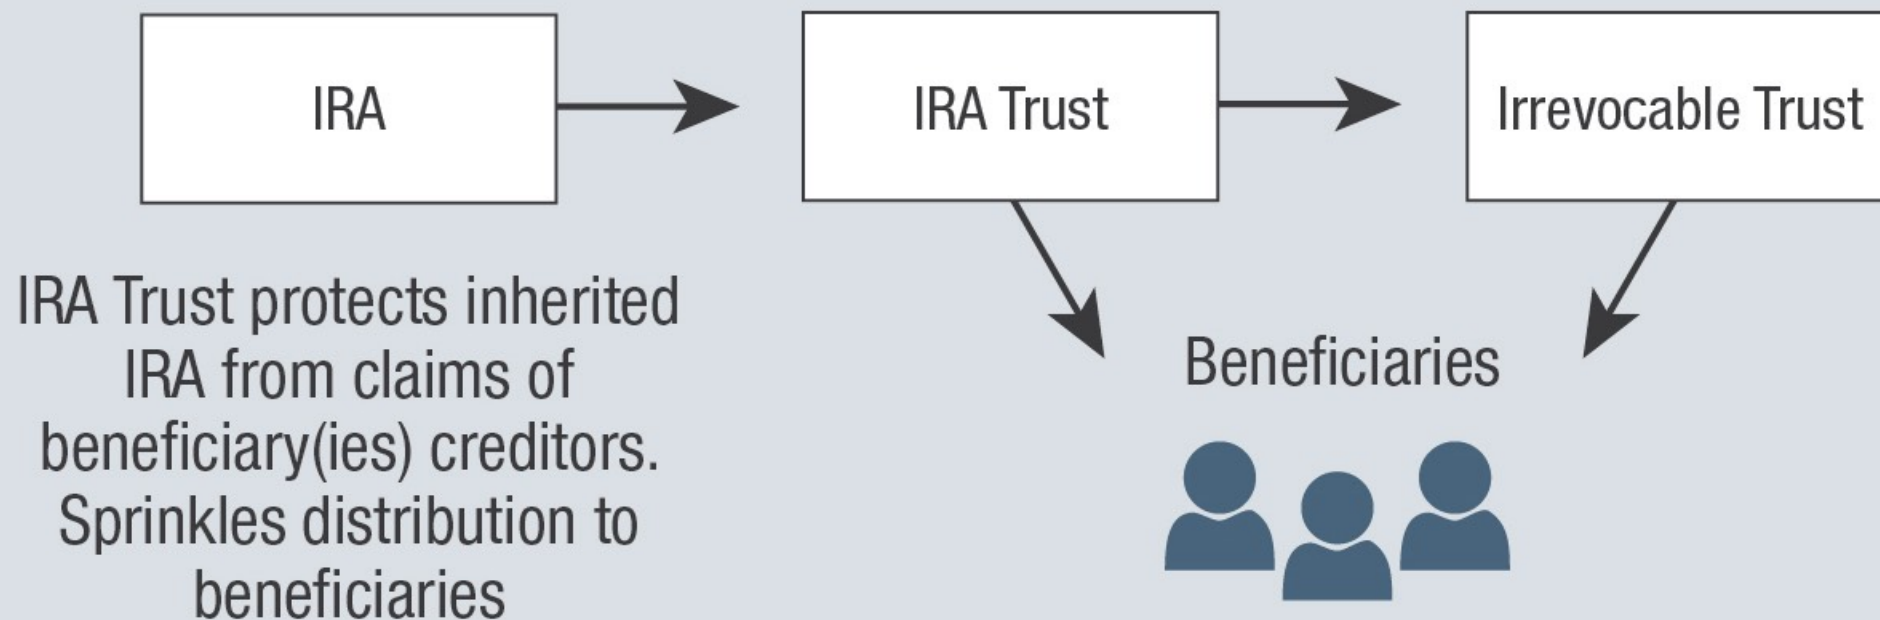 IRA
IRA Trust
Irrevocable Trust
IRA Trust protects inherited
IRA from claims of
beneficiary(ies) creditors.
Sprinkles distribution to
beneficiaries
Beneficiaries